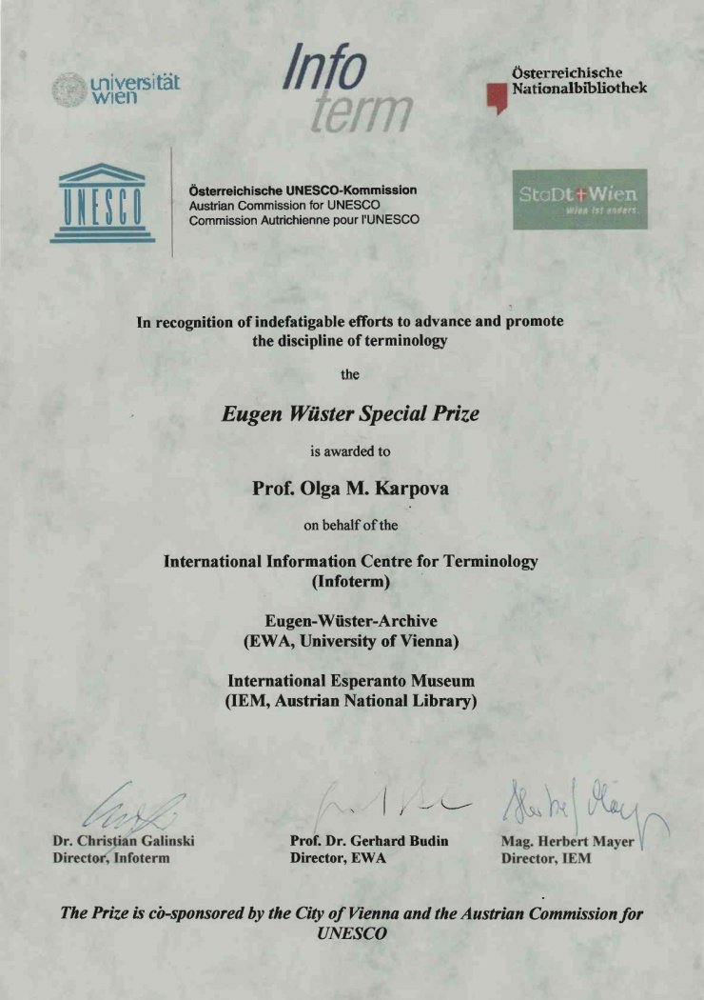 universität
wien
Info
term
Österreichische
Nationalbibliothek
UNESCO
Österreichische UNESCO-Kommission
Austrian Commission for UNESCO
Commission Autrichienne pour l'UNESCO
StaDt+Wien
Wien ist anders.
In recognition of indefatigable efforts to advance and promote
the discipline of terminology
the
Eugen Wüster Special Prize
is awarded to
Prof. Olga M. Karpova
on behalf of the
International Information Centre for Terminology
(Infoterm)
Eugen-Wüster-Archive
(EWA, University of Vienna)
International Esperanto Museum
(IEM, Austrian National Library)
Herbert Mayer
Dr. Christian Galinski
Director, Infoterm
Prof. Dr. Gerhard Budin
Director, EWA
Mag. Herbert Mayer
Director, IEM
The Prize is co-sponsored by the City of Vienna and the Austrian Commission for
UNESCO